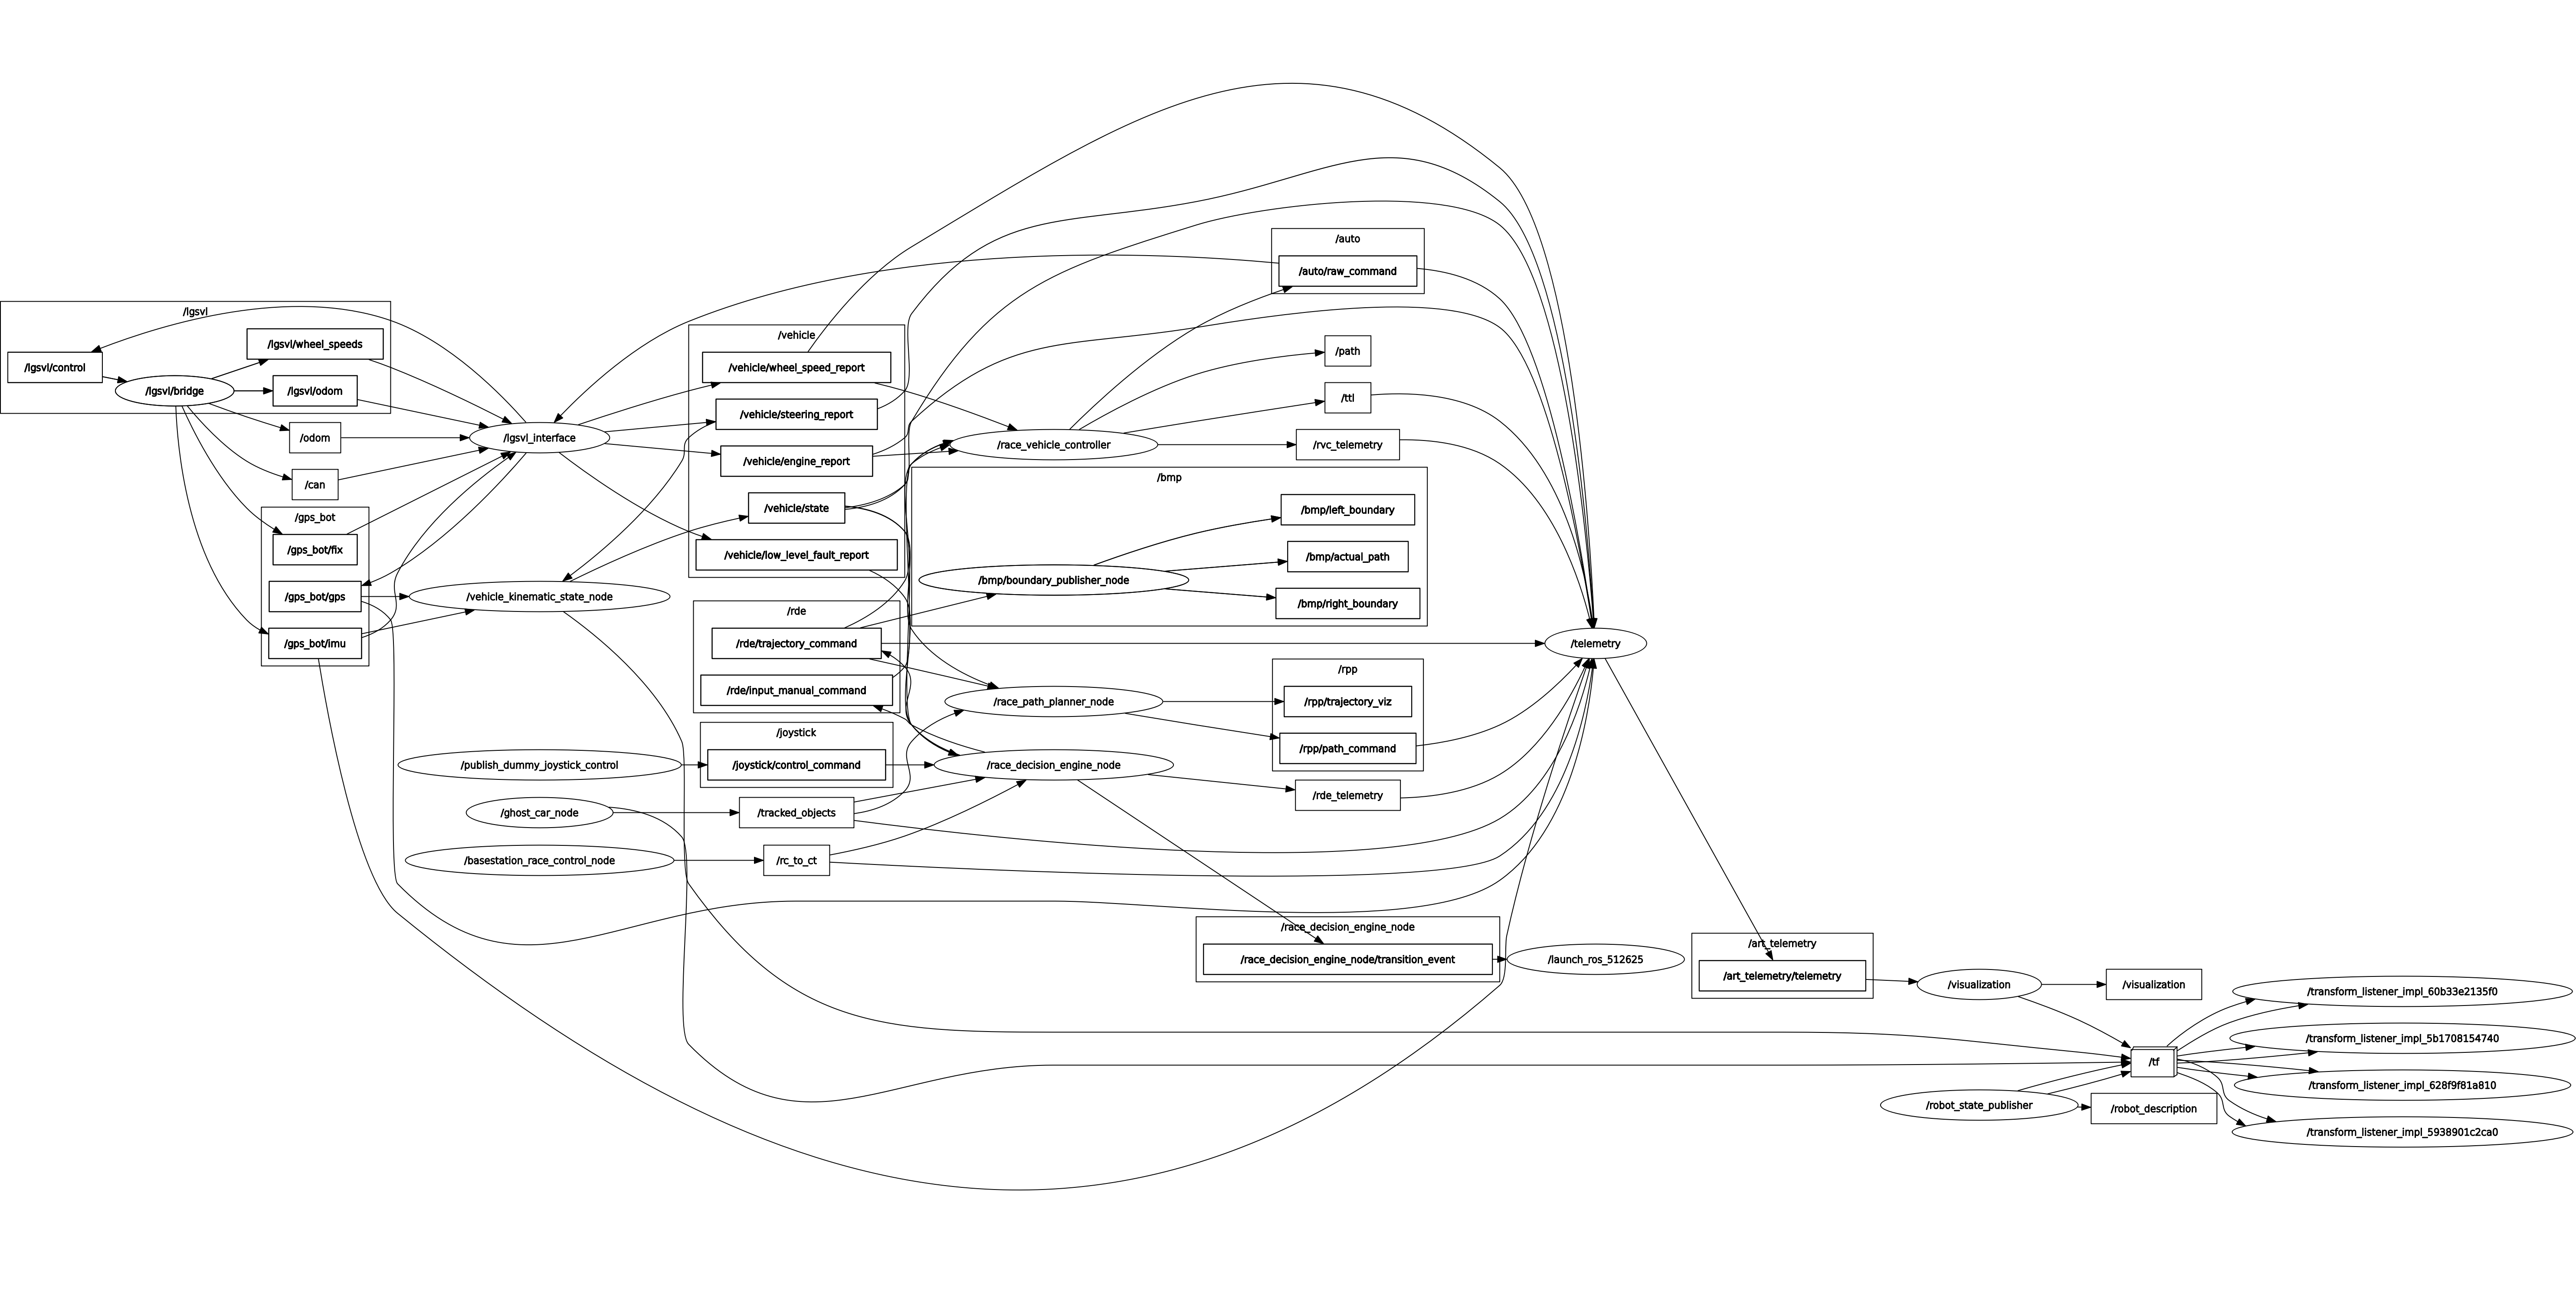 /lgsvl
/lgsvl/control
/lgsvl/bridge
/lgsvl/wheel_speeds
/lgsvl/odom
/odom
/can
/gps_bot
/gps_bot/fix
/gps_bot/gps
/gps_bot/imu
/lgsvl_interface
/vehicle_kinematic_state_node
/publish_dummy_joystick_control
/ghost_car_node
/basestation_race_control_node
/vehicle
/vehicle/wheel_speed_report
/vehicle/steering_report
/vehicle/engine_report
/vehicle/state
/vehicle/low_level_fault_report
/rde
/rde/trajectory_command
/rde/input_manual_command
/joystick
/joystick/control_command
/tracked_objects
/rc_to_ct
/race_vehicle_controller
/bmp
/bmp/boundary_publisher_node
/bmp/left_boundary
/bmp/actual_path
/bmp/right_boundary
/race_path_planner_node
/race_decision_engine_node
/auto
/auto/raw_command
/path
/ttl
/rvc_telemetry
/rpp
/rpp/trajectory_viz
/rpp/path_command
/rde_telemetry
/race_decision_engine_node
/race_decision_engine_node/transition_event
/telemetry
/launch_ros_512625
/art_telemetry
/art_telemetry/telemetry
/visualization
/robot_state_publisher
/visualization
/tf
/robot_description
/transform_listener_impl_60b33e2135f0
/transform_listener_impl_5b1708154740
/transform_listener_impl_628f9f81a810
/transform_listener_impl_5938901c2ca0